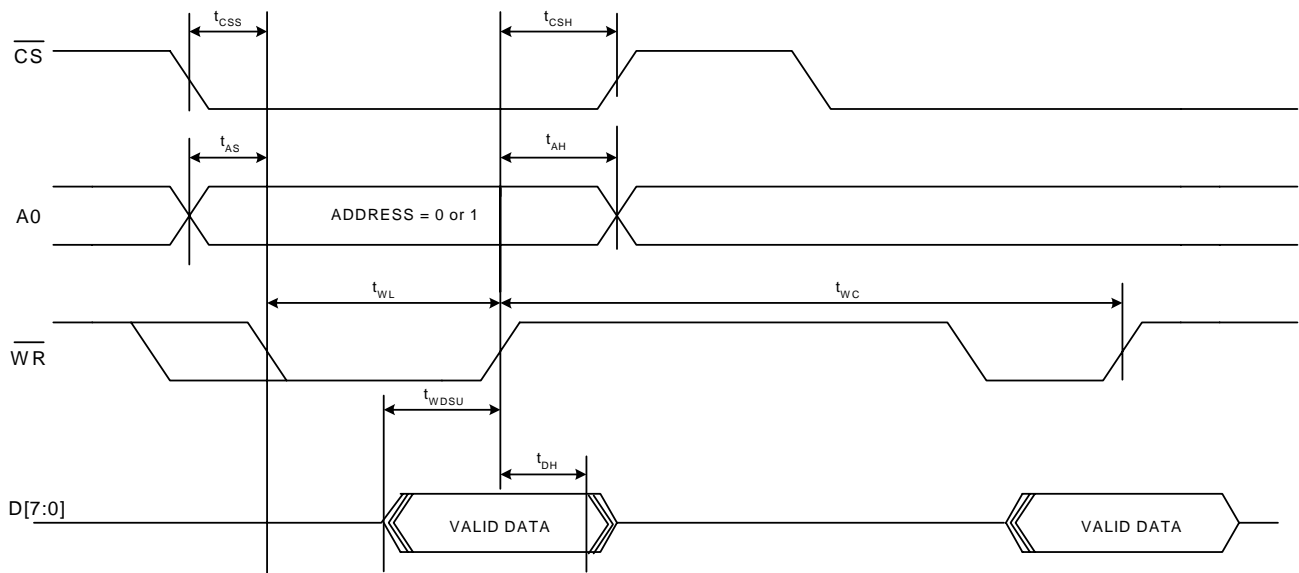 tCSS
tCSH
CS
tAS
tAH
A0
ADDRESS = 0 or 1
tWL
tWC
WR
tWDSU
tDH
D[7:0]
VALID DATA
VALID DATA